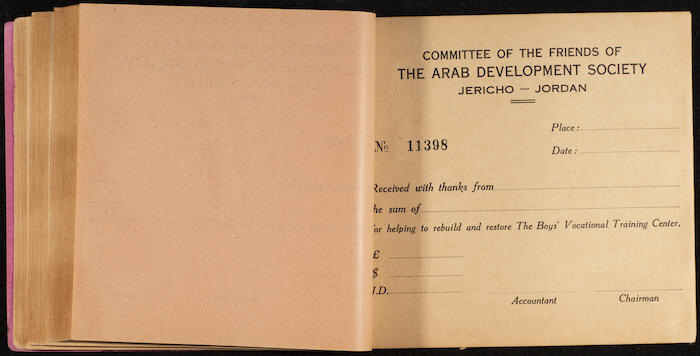 COMMITTEE OF THE FRIENDS OF
THE ARAB DEVELOPMENT SOCIETY
JERICHO — JORDAN
Place :
№ 11398
Date :
Received with thanks from
he sum of
for helping to rebuild and restore The Boys' Vocational Training Center.
£
$
J.D.
Accountant Chairman